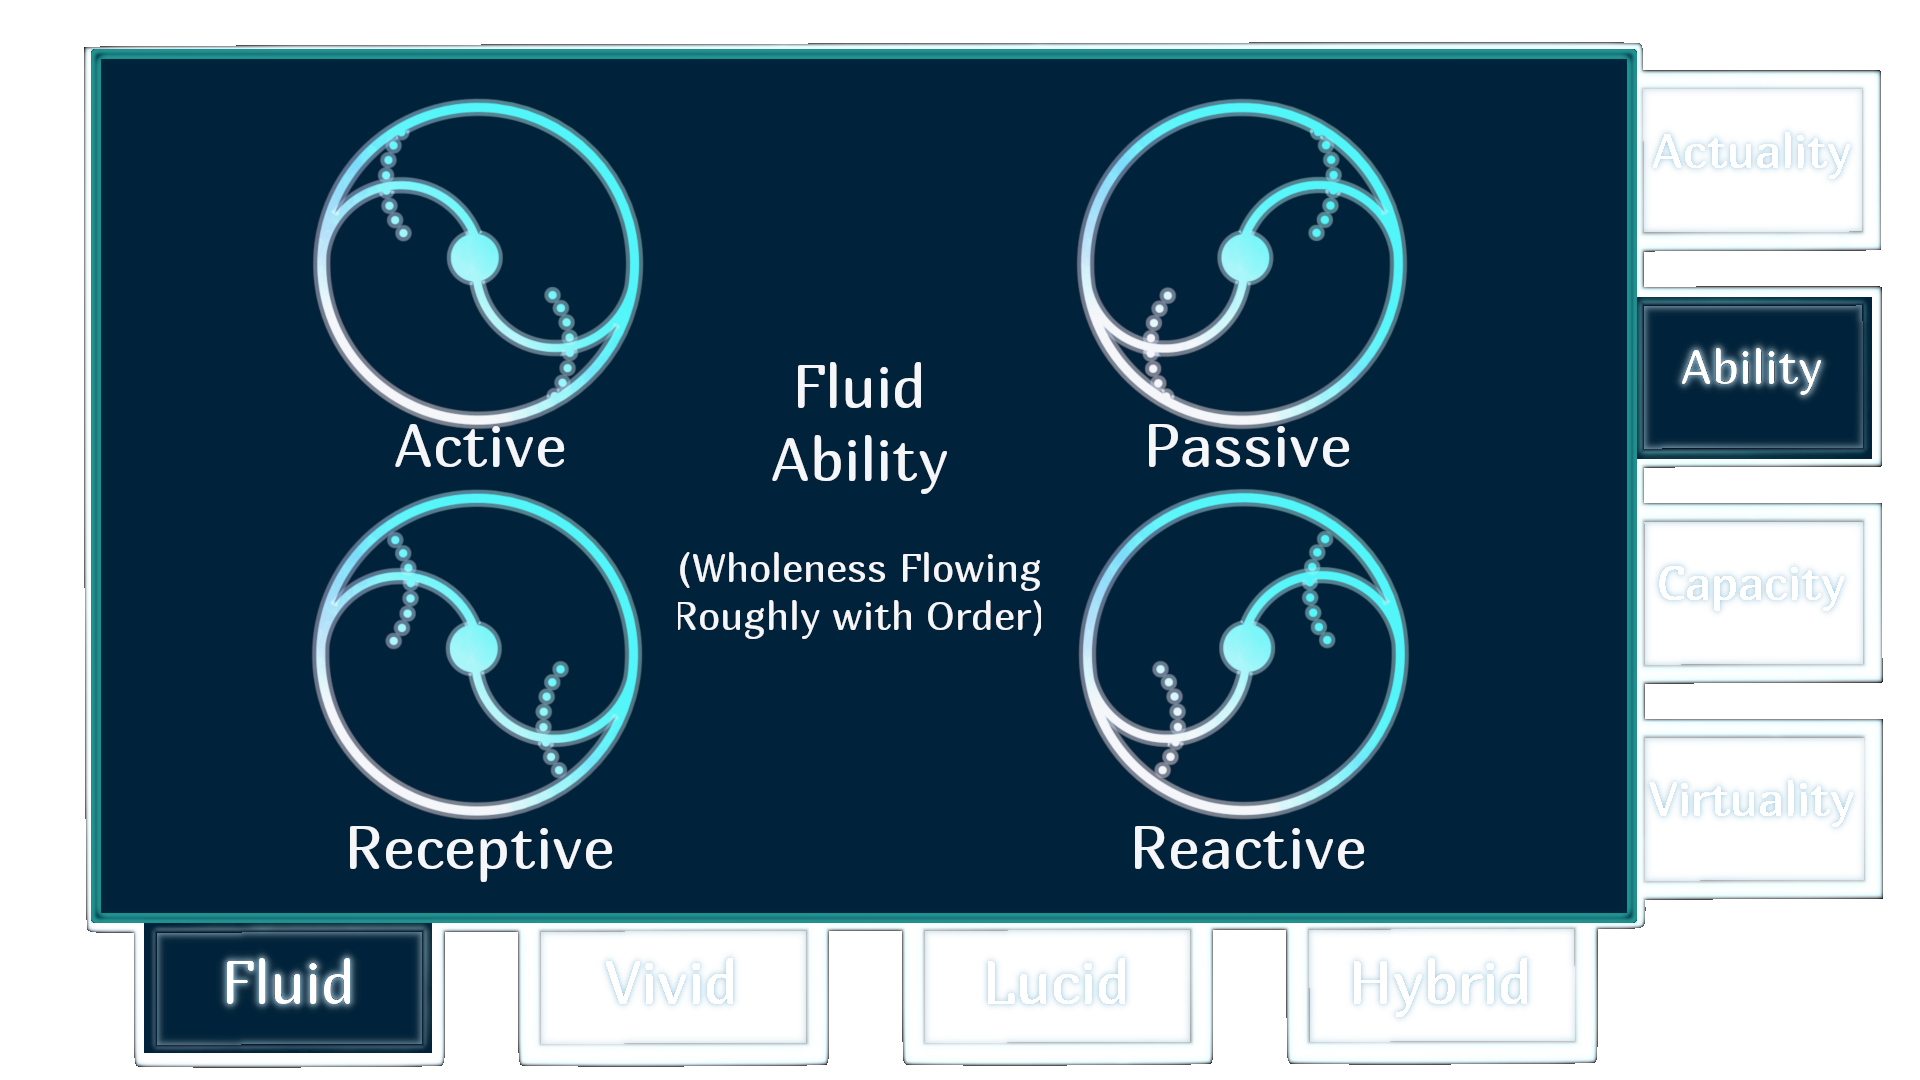 Actuality
Ability
Active
Fluid
Ability
Passive
(Wholeness Flowing
Roughly with Order)
Capacity
Virtuality
Receptive
Reactive
Fluid
Vivid
Lucid
Hybrid